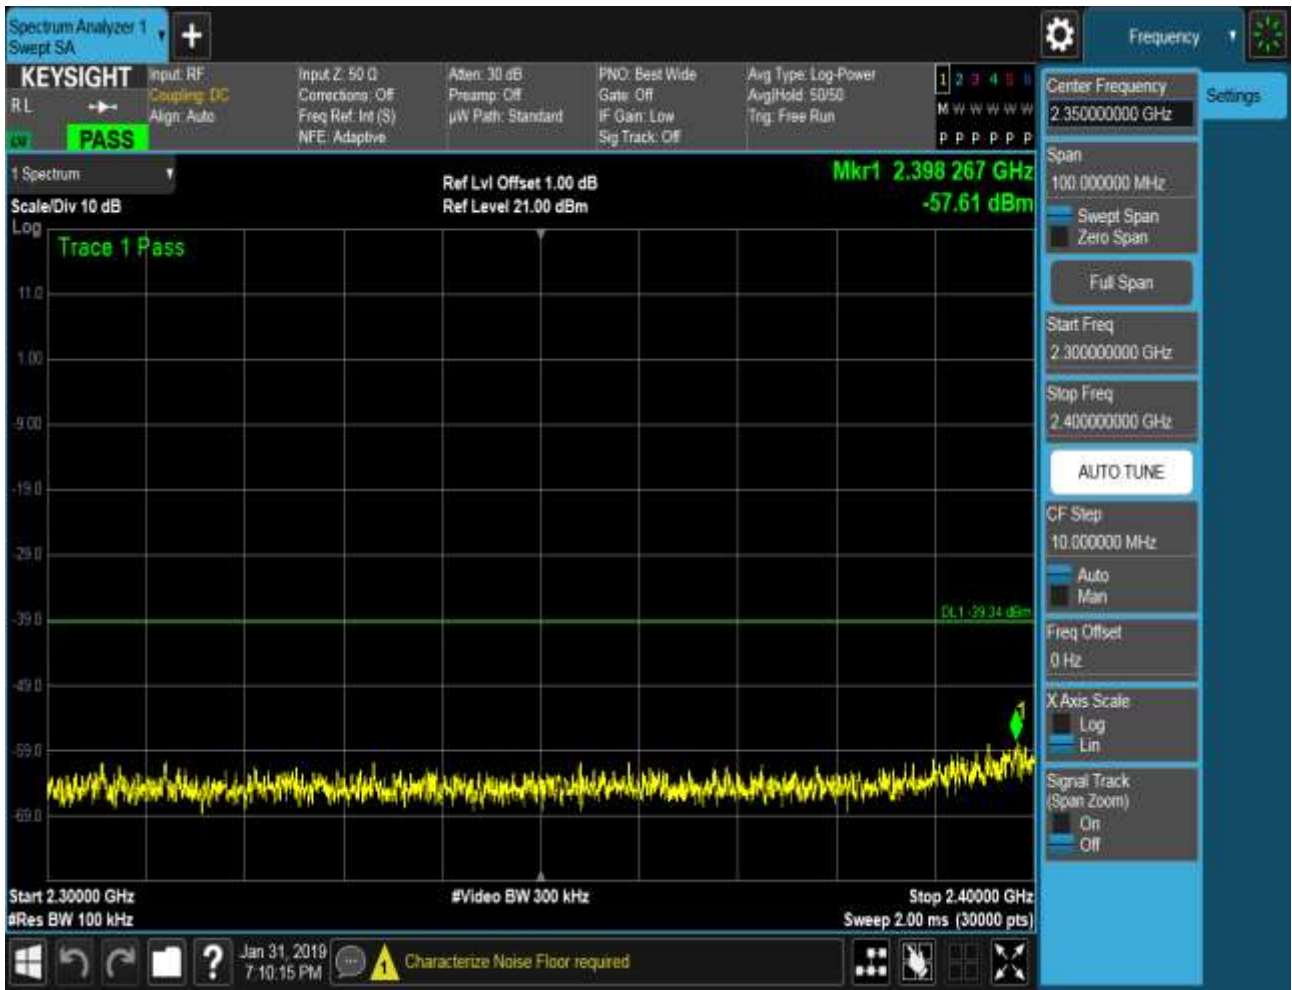 Spectrum Analyzer 1
Swept SA
Frequency
KEYSIGHT
R L
PASS
Input: RF
Coupling: DC
Align: Auto
Input Z: 50 Ω
Corrections: Off
Freq Ref: Int (S)
NFE: Adaptive
Atten: 30 dB
Preamp: Off
µW Path: Standard
PNO: Best Wide
Gate: Off
IF Gain: Low
Sig Track: Off
Avg Type: Log-Power
Avg|Hold: 50/50
Trig: Free Run
1 2 3 4 5 6
M W W W W W
P P P P P P
1 Spectrum
Scale/Div 10 dB
Ref Lvl Offset 1.00 dB
Ref Level 21.00 dBm
Mkr1 2.398 267 GHz
-57.61 dBm
Log
Trace 1 Pass
11.0
1.00
-9.00
-19.0
-29.0
-39.0
DL1 -39.34 dBm
-49.0
1
-59.0
-69.0
Start 2.30000 GHz
#Video BW 300 kHz
Stop 2.40000 GHz
#Res BW 100 kHz
Sweep 2.00 ms (30000 pts)
Center Frequency
2.350000000 GHz
Settings
Span
100.000000 MHz
Swept Span
Zero Span
Full Span
Start Freq
2.300000000 GHz
Stop Freq
2.400000000 GHz
AUTO TUNE
CF Step
10.000000 MHz
Auto
Man
Freq Offset
0 Hz
X Axis Scale
Log
Lin
Signal Track
(Span Zoom)
On
Off
?
Jan 31, 2019
7:10:15 PM
1
Characterize Noise Floor required